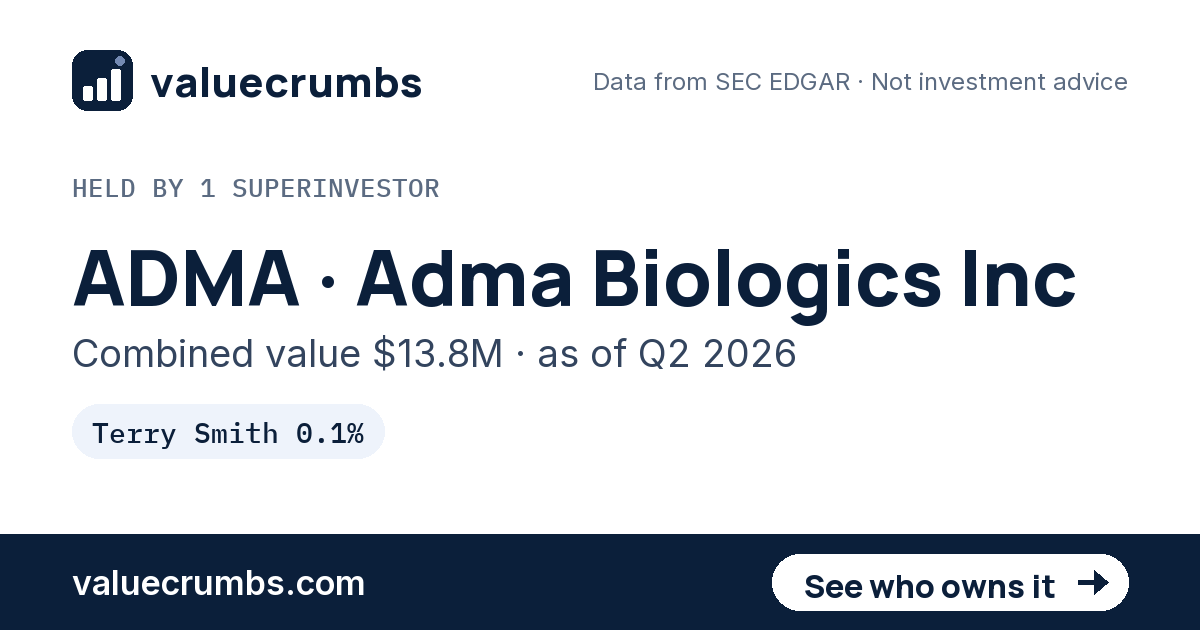 valuecrumbs
Data from SEC EDGAR · Not investment advice
HELD BY 1 SUPERINVESTOR
ADMA · Adma Biologics Inc
Combined value $13.8M · as of Q2 2026
Terry Smith 0.1%
valuecrumbs.com
See who owns it →